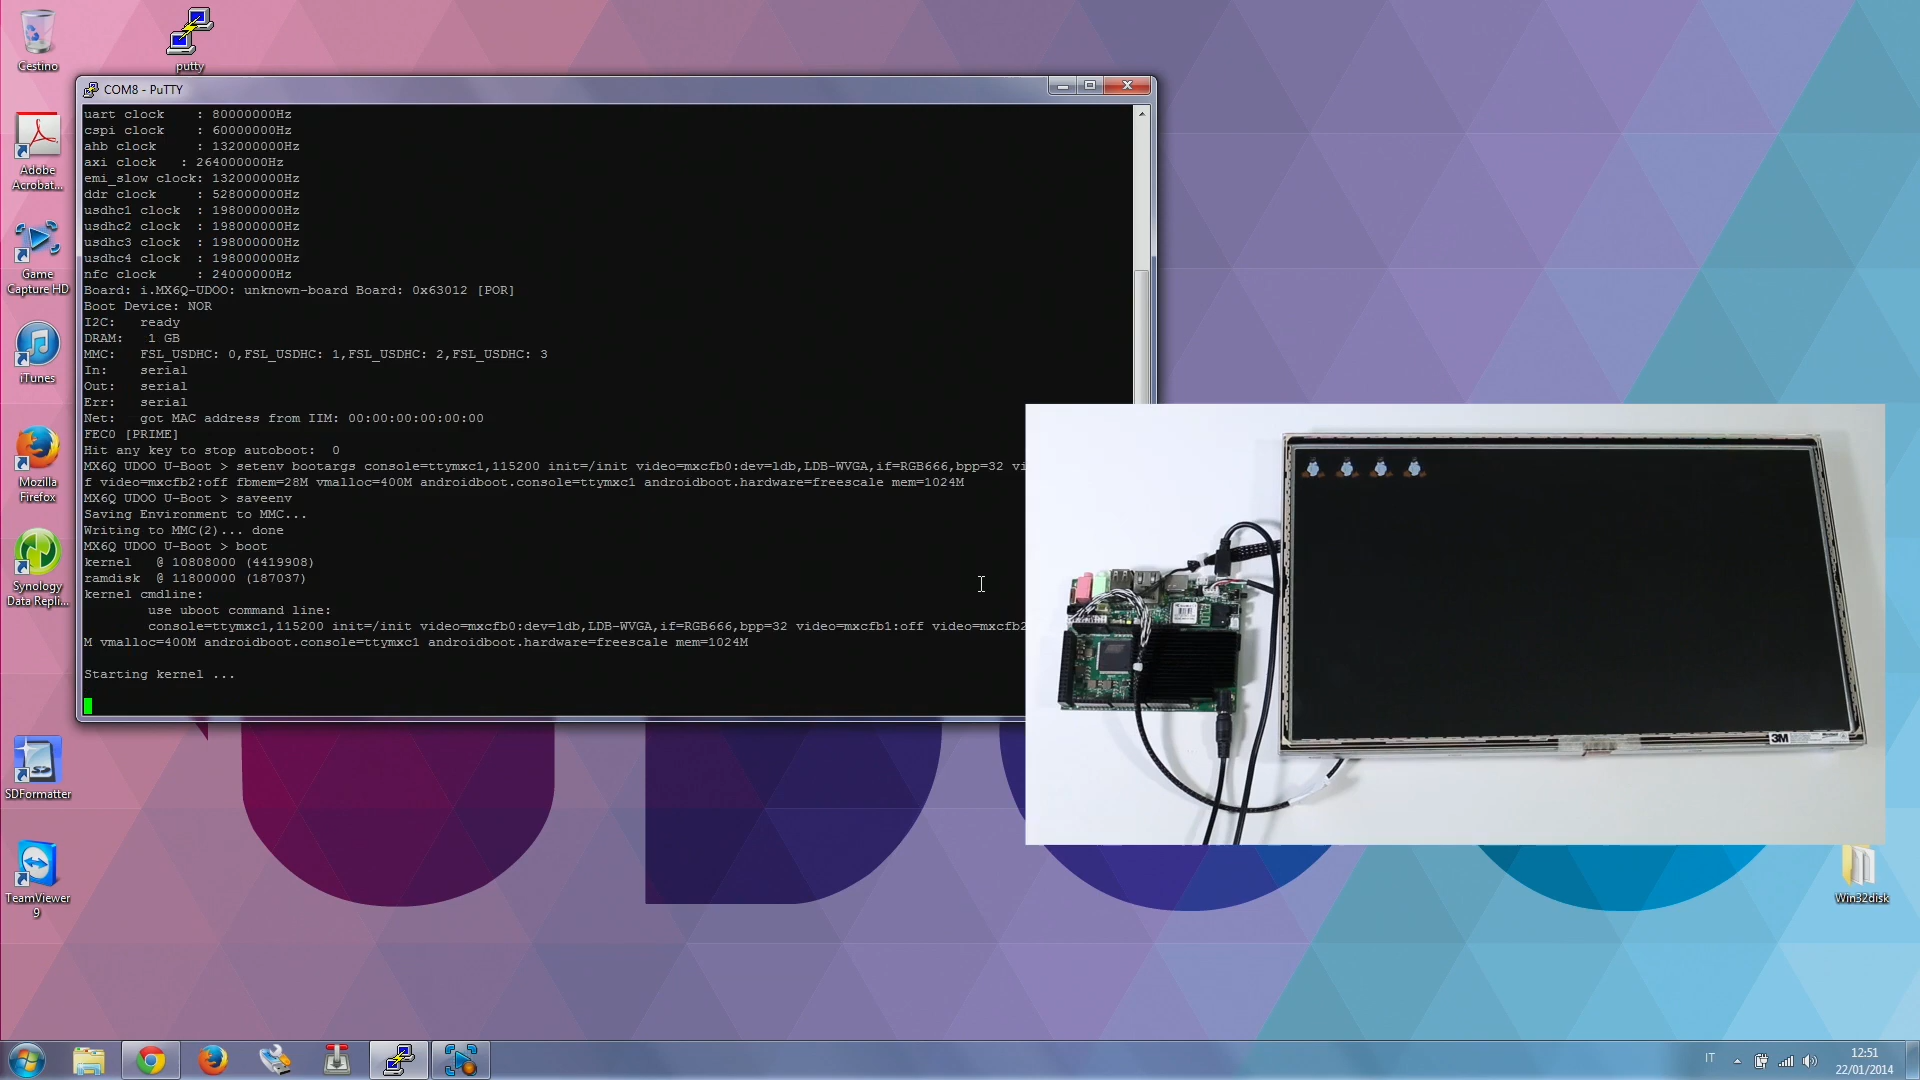 Cestino
putty
Adobe
Acrobat...
Game
Capture HD
iTunes
Mozilla
Firefox
Synology
Data Repli...
SDFormatter
TeamViewer
9
Win32disk
COM8 - PuTTY
uart clock    : 80000000Hz
cspi clock    : 60000000Hz
ahb clock     : 132000000Hz
axi clock   : 264000000Hz
emi_slow clock: 132000000Hz
ddr clock     : 528000000Hz
usdhc1 clock  : 198000000Hz
usdhc2 clock  : 198000000Hz
usdhc3 clock  : 198000000Hz
usdhc4 clock  : 198000000Hz
nfc clock     : 24000000Hz
Board: i.MX6Q-UDOO: unknown-board Board: 0x63012 [POR]
Boot Device: NOR
I2C:   ready
DRAM:   1 GB
MMC:   FSL_USDHC: 0,FSL_USDHC: 1,FSL_USDHC: 2,FSL_USDHC: 3
In:    serial
Out:   serial
Err:   serial
Net:   got MAC address from IIM: 00:00:00:00:00:00
FEC0 [PRIME]
Hit any key to stop autoboot:  0
MX6Q UDOO U-Boot > setenv bootargs console=ttymxc1,115200 init=/init video=mxcfb0:dev=ldb,LDB-WVGA,if=RGB666,bpp=32 vi
f video=mxcfb2:off fbmem=28M vmalloc=400M androidboot.console=ttymxc1 androidboot.hardware=freescale mem=1024M
MX6Q UDOO U-Boot > saveenv
Saving Environment to MMC...
Writing to MMC(2)... done
MX6Q UDOO U-Boot > boot
kernel   @ 10808000 (4419908)
ramdisk  @ 11800000 (187037)
kernel cmdline:
use uboot command line:
console=ttymxc1,115200 init=/init video=mxcfb0:dev=ldb,LDB-WVGA,if=RGB666,bpp=32 video=mxcfb1:off video=mxcfb2
M vmalloc=400M androidboot.console=ttymxc1 androidboot.hardware=freescale mem=1024M
Starting kernel ...
3M
IT
12:51
22/01/2014